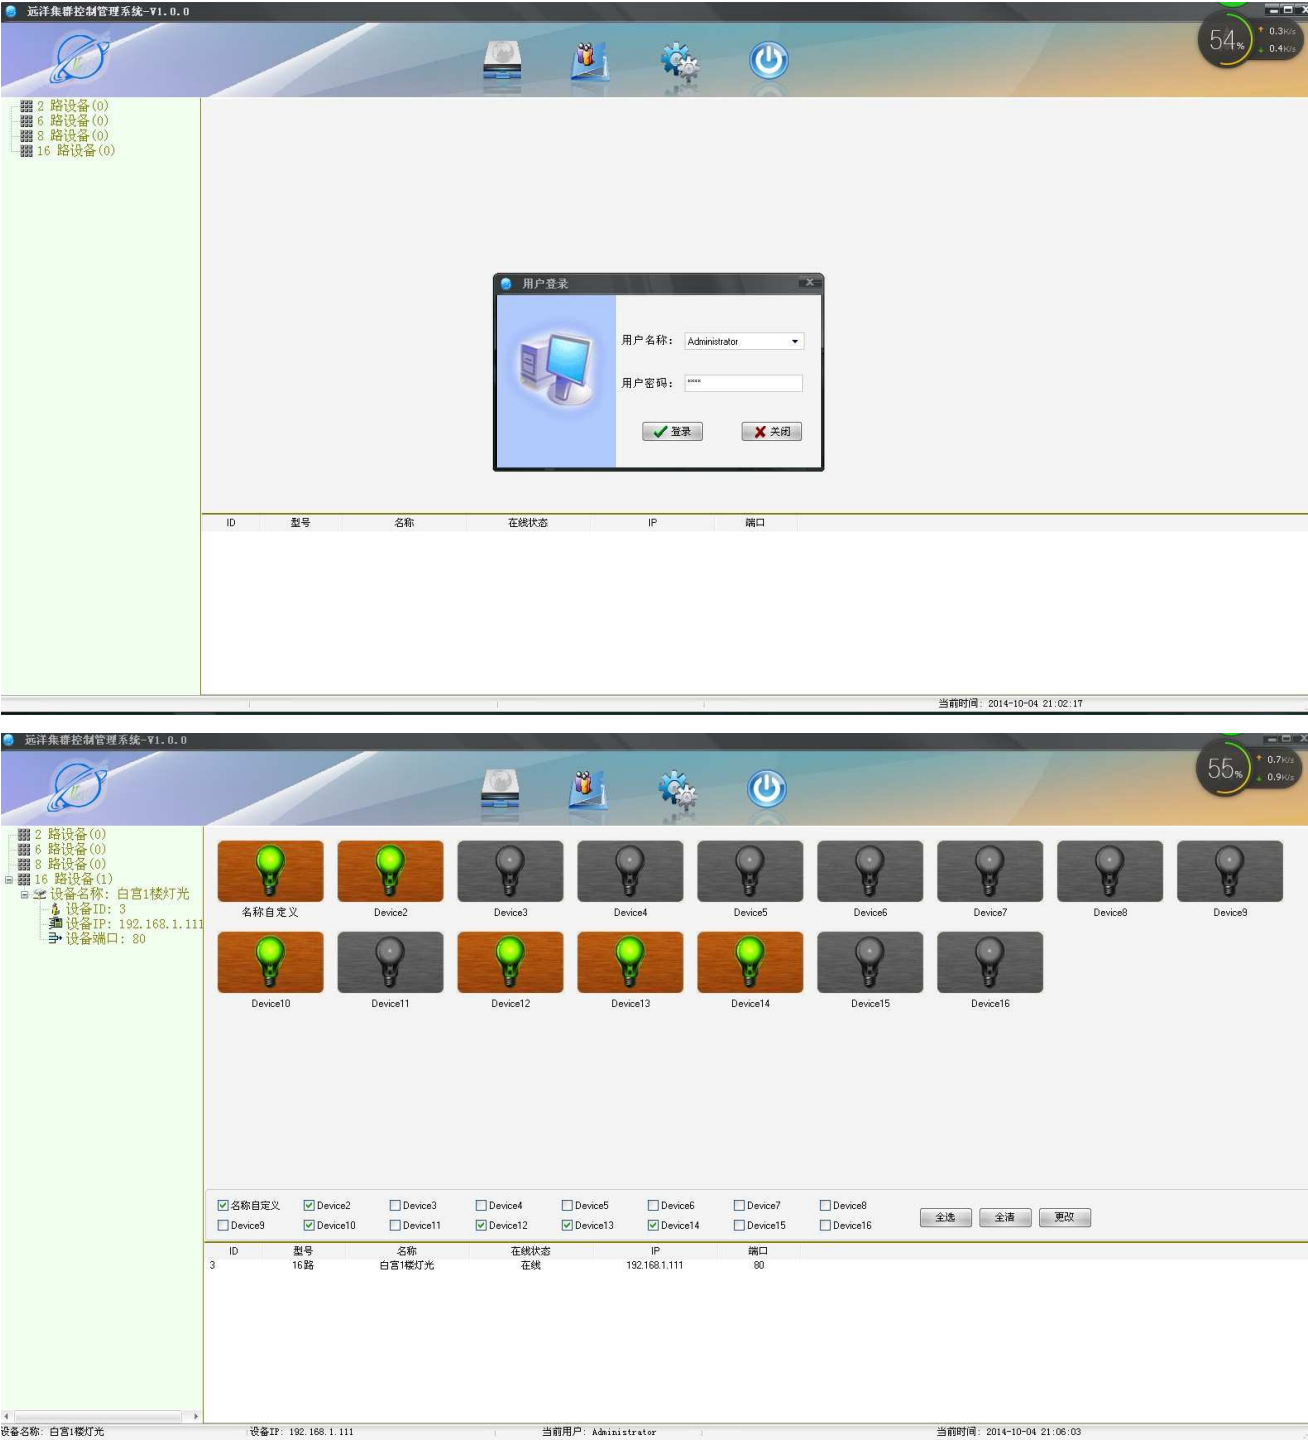 远洋集群控制管理系统-V1.0.0
54%
0.3K/s
0.4K/s
2 路设备(0)
6 路设备(0)
8 路设备(0)
16 路设备(0)
用户登录
用户名称： Administrator
用户密码： ****
登录 关闭
ID 型号 名称 在线状态 IP 端口
当前时间: 2014-10-04 21:02:17
远洋集群控制管理系统-V1.0.0
55%
0.7K/s
0.9K/s
2 路设备(0)
6 路设备(0)
8 路设备(0)
16 路设备(1)
设备名称: 白宫1楼灯光
设备ID: 3
设备IP: 192.168.1.111
设备端口: 80
名称自定义 Device2 Device3 Device4 Device5 Device6 Device7 Device8 Device9
Device10 Device11 Device12 Device13 Device14 Device15 Device16
名称自定义 Device2 Device3 Device4 Device5 Device6 Device7 Device8
Device9 Device10 Device11 Device12 Device13 Device14 Device15 Device16
全选 全清 更改
ID 型号 名称 在线状态 IP 端口
3 16路 白宫1楼灯光 在线 192.168.1.111 80
设备名称: 白宫1楼灯光 设备IP: 192.168.1.111 当前用户: Administrator 当前时间: 2014-10-04 21:06:03